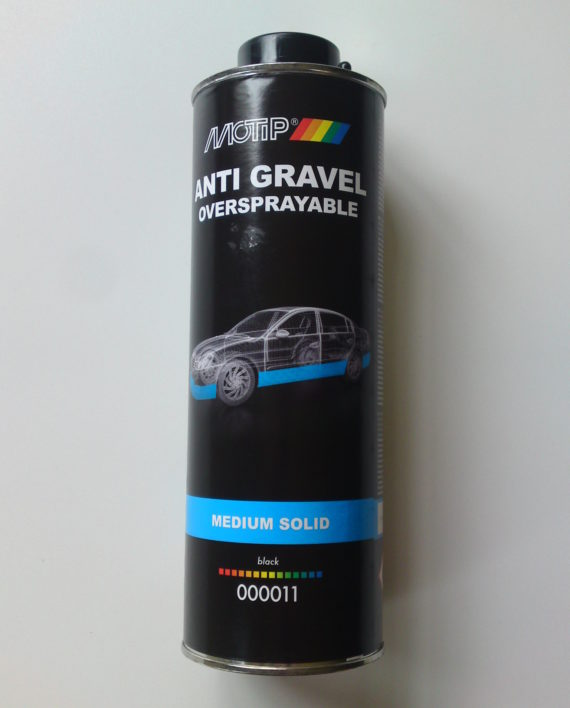 MOTIP®
ANTI GRAVEL
OVERSPRAYABLE
MEDIUM SOLID
black
000011